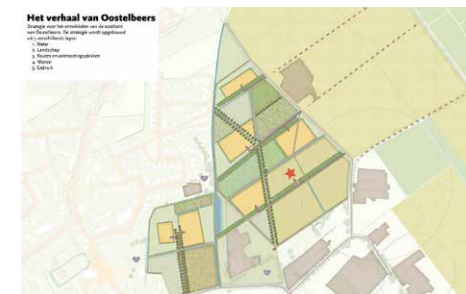 Het verhaal van Oostelbeers
Strategie voor het ontwikkelen van de oostkant
van Oostelbeers. De strategie wordt opgebouwd
uit 5 verschillende lagen:
1. Water
2. Landschap
3. Routes en ontmoetingsplekken
4. Wonen
5. Gebruik